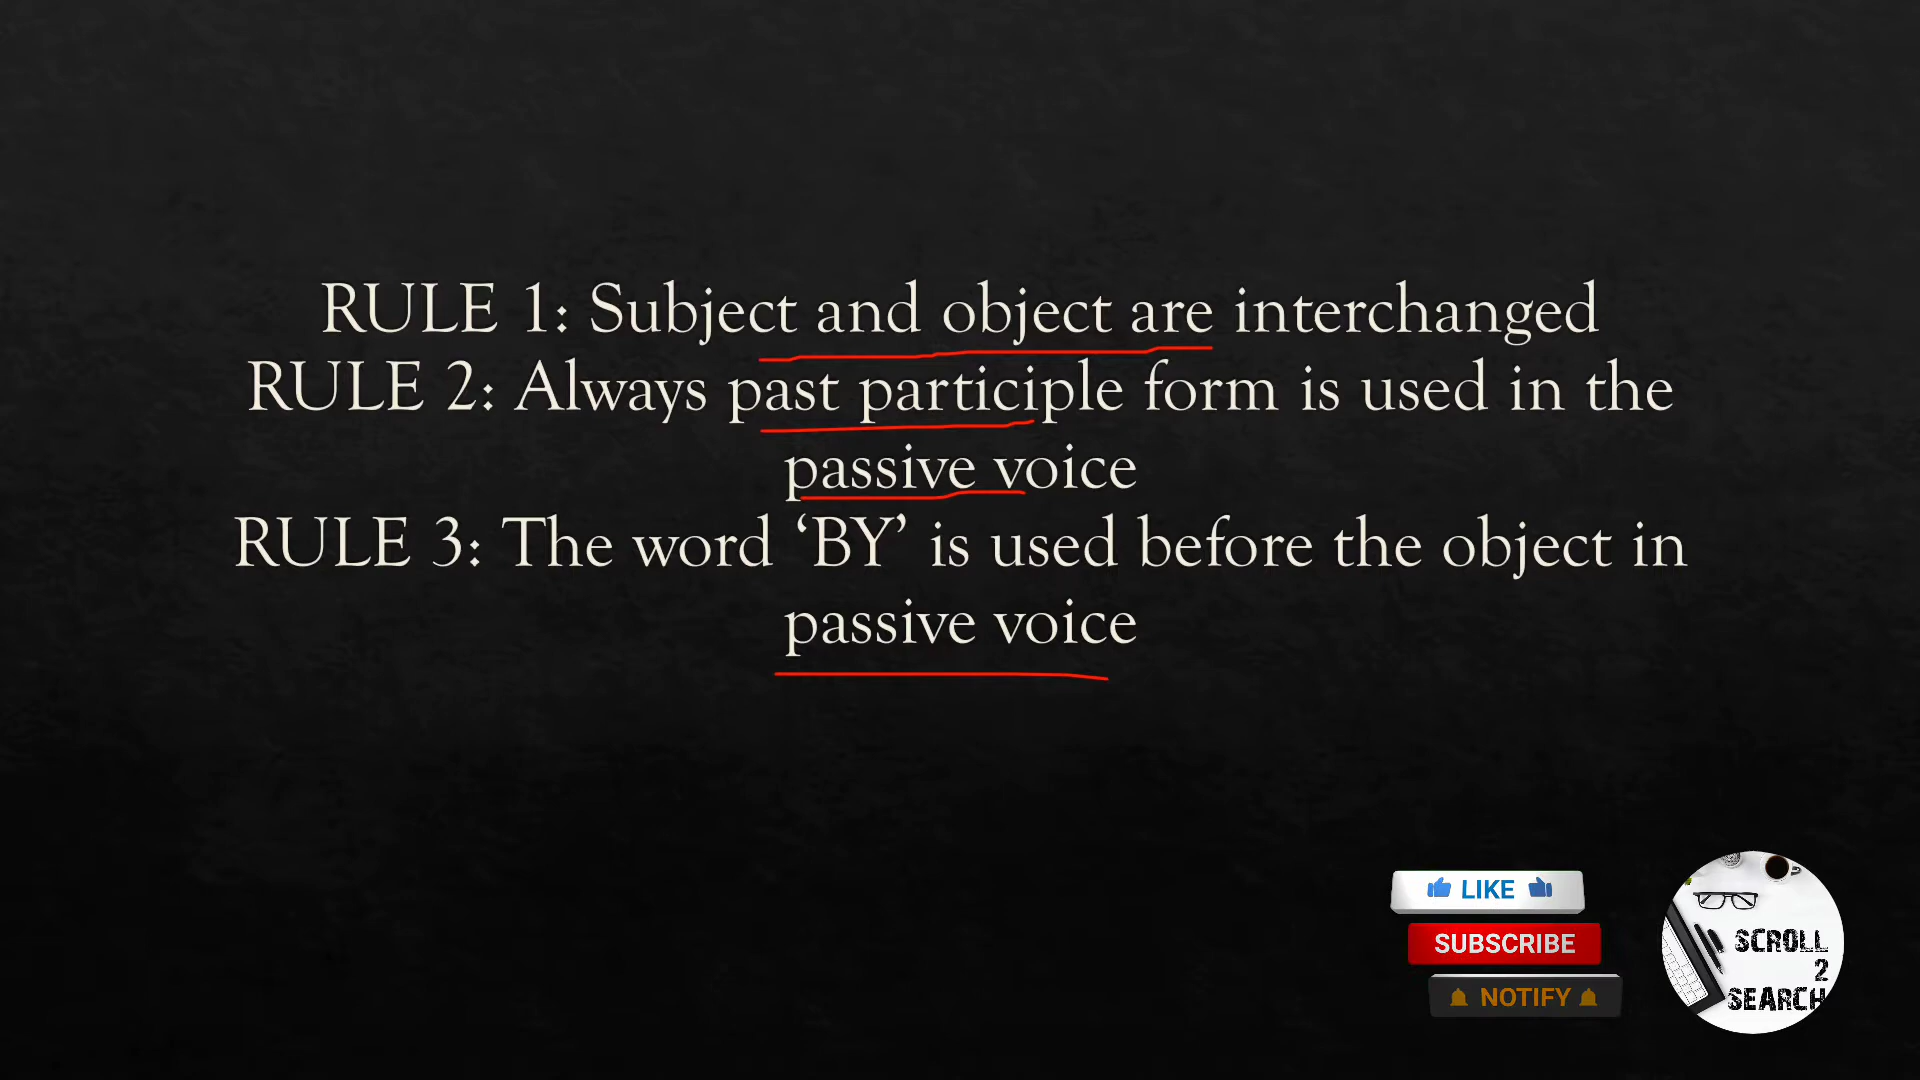 RULE 1: Subject and object are interchanged
RULE 2: Always past participle form is used in the
passive voice
RULE 3: The word ‘BY’ is used before the object in
passive voice
LIKE
SUBSCRIBE
NOTIFY
SCROLL
2
SEARCH